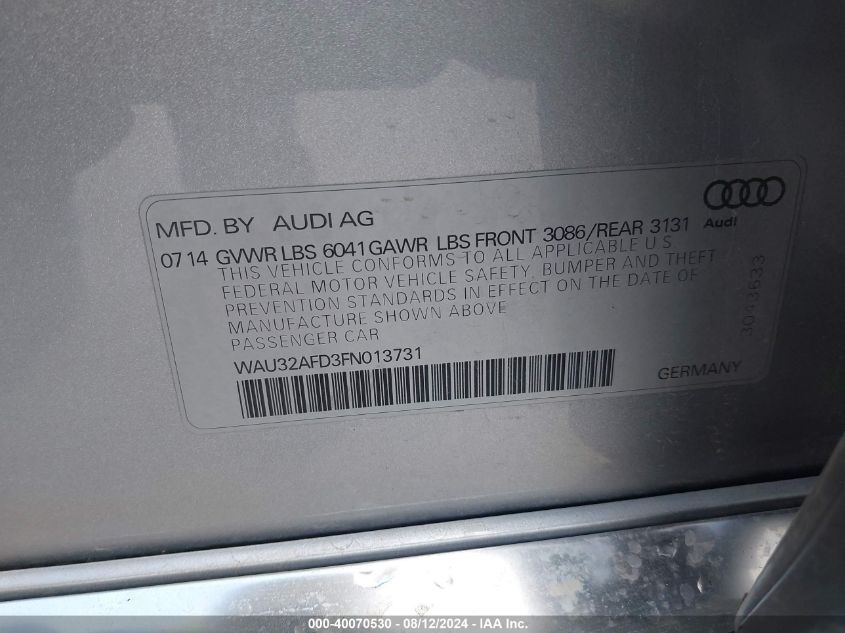 MFD. BY AUDI AG
Audi
0714 GVWR LBS 6041 GAWR LBS FRONT 3086/REAR 3131
THIS VEHICLE CONFORMS TO ALL APPLICABLE U.S.
FEDERAL MOTOR VEHICLE SAFETY, BUMPER AND THEFT
PREVENTION STANDARDS IN EFFECT ON THE DATE OF
MANUFACTURE SHOWN ABOVE
PASSENGER CAR
3043633
WAU32AFD3FN013731
GERMANY
000-40070530 - 08/12/2024 - IAA Inc.